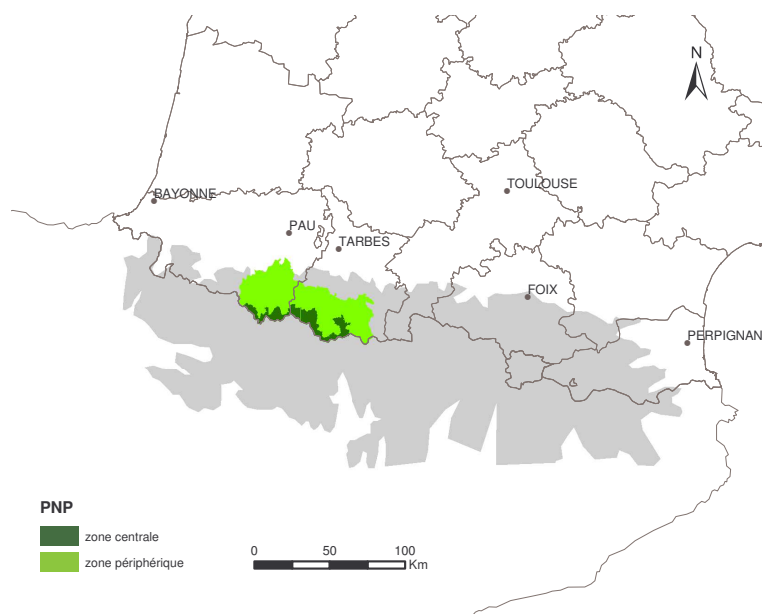 N
BAYONNE
TOULOUSE
PAU
TARBES
FOIX
PERPIGNAN
PNP
zone centrale
zone périphérique
0 50 100
Km